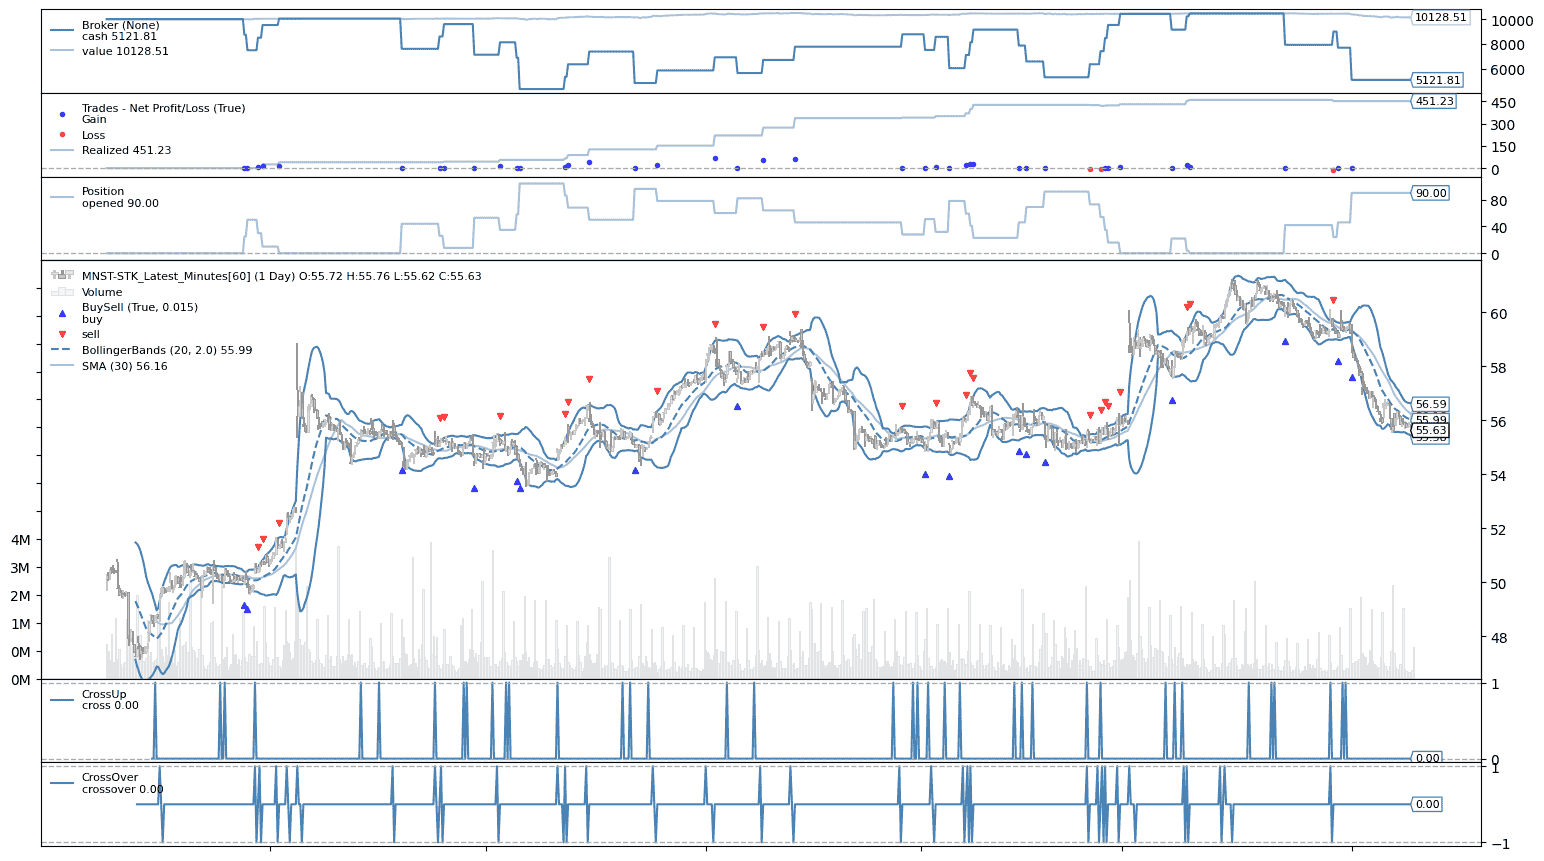 Broker (None)
cash 5121.81
value 10128.51
10128.51
10000
8000
6000
5121.81
Trades - Net Profit/Loss (True)
Gain
Loss
Realized 451.23
451.23
450
300
150
0
Position
opened 90.00
90.00
80
40
0
MNST-STK_Latest_Minutes[60] (1 Day) O:55.72 H:55.76 L:55.62 C:55.63
Volume
BuySell (True, 0.015)
buy
sell
BollingerBands (20, 2.0) 55.99
SMA (30) 56.16
60
58
56.59
55.99
56
55.63
54
52
50
48
4M
3M
2M
1M
0M
0M
CrossUp
cross 0.00
1
0.00
0
CrossOver
crossover 0.00
1
0.00
−1